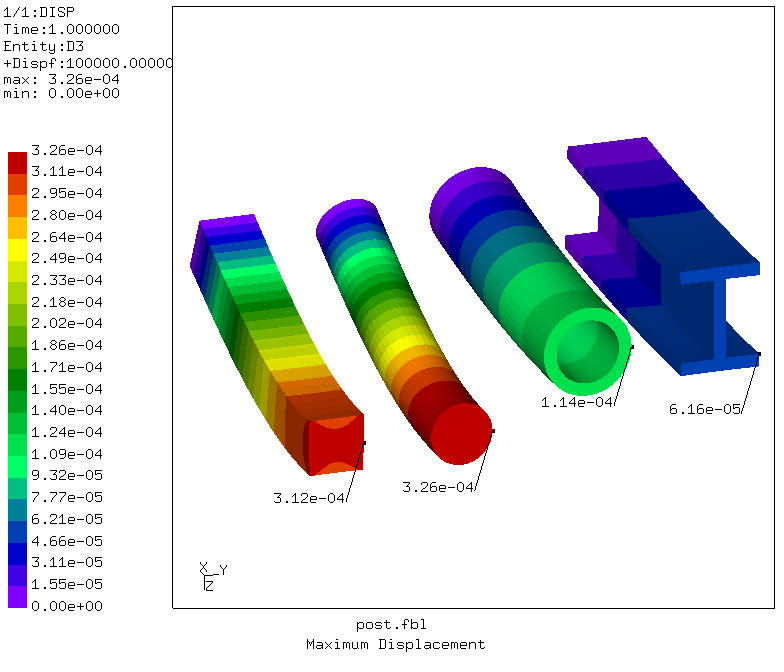 1/1:DISP
Time:1.000000
Entity:D3
+Dispf:100000.00000
max: 3.26e-04
min: 0.00e+00
3.26e-04
3.11e-04
2.95e-04
2.80e-04
2.64e-04
2.49e-04
2.33e-04
2.18e-04
2.02e-04
1.86e-04
1.71e-04
1.55e-04
1.40e-04
1.24e-04
1.09e-04
9.32e-05
7.77e-05
6.21e-05
4.66e-05
3.11e-05
1.55e-05
0.00e+00
3.12e-04
3.26e-04
1.14e-04
6.16e-05
X Y
Z
post.fbl
Maximum Displacement